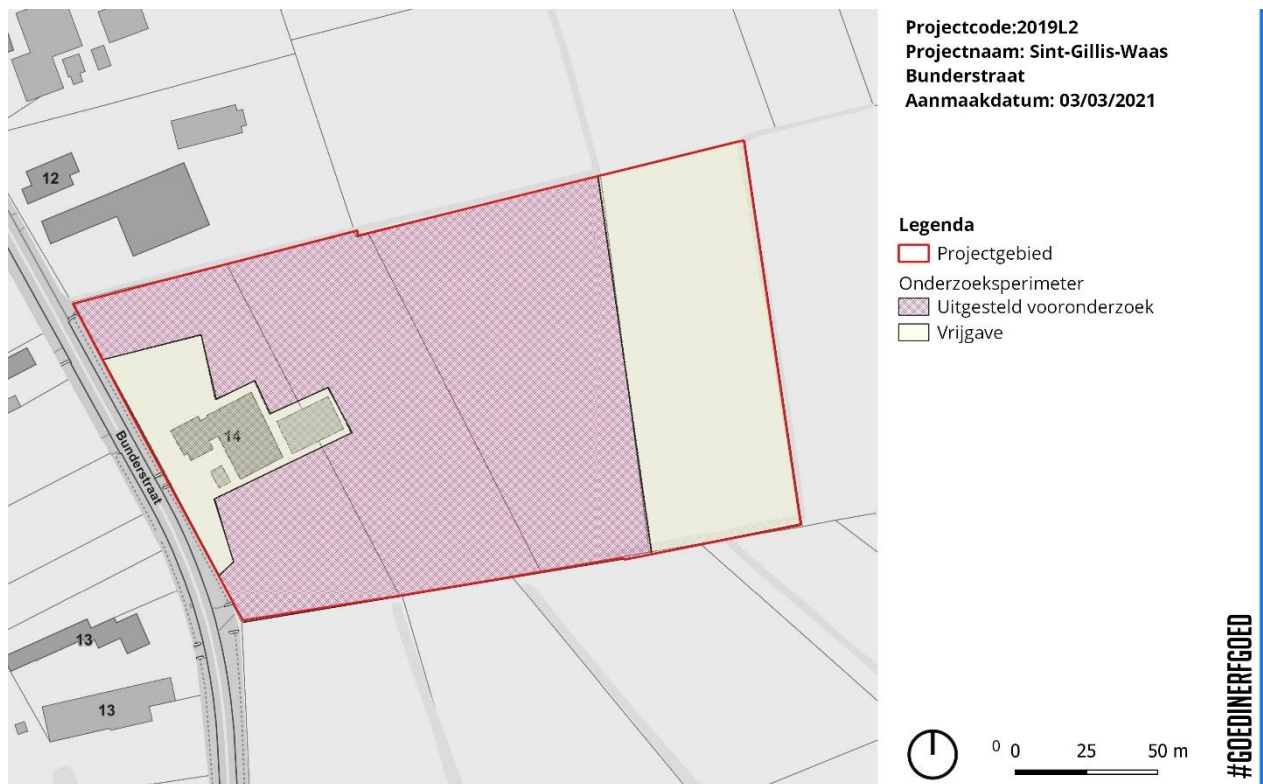 Projectcode:2019L2
Projectnaam: Sint-Gillis-Waas
Bunderstraat
Aanmaakdatum: 03/03/2021
Legenda
Projectgebied
Onderzoeksperimeter
Uitgesteld vooronderzoek
Vrijgave
12
14
Bunderstraat
13
13
0 0 25 50 m
#GOEDINERFGOED